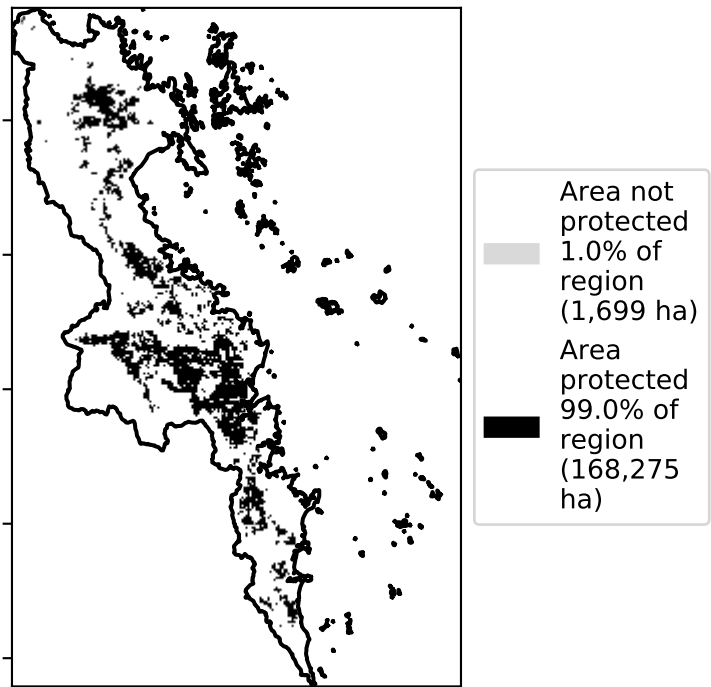 Area not
protected
1.0% of
region
(1,699 ha)
Area
protected
99.0% of
region
(168,275
ha)